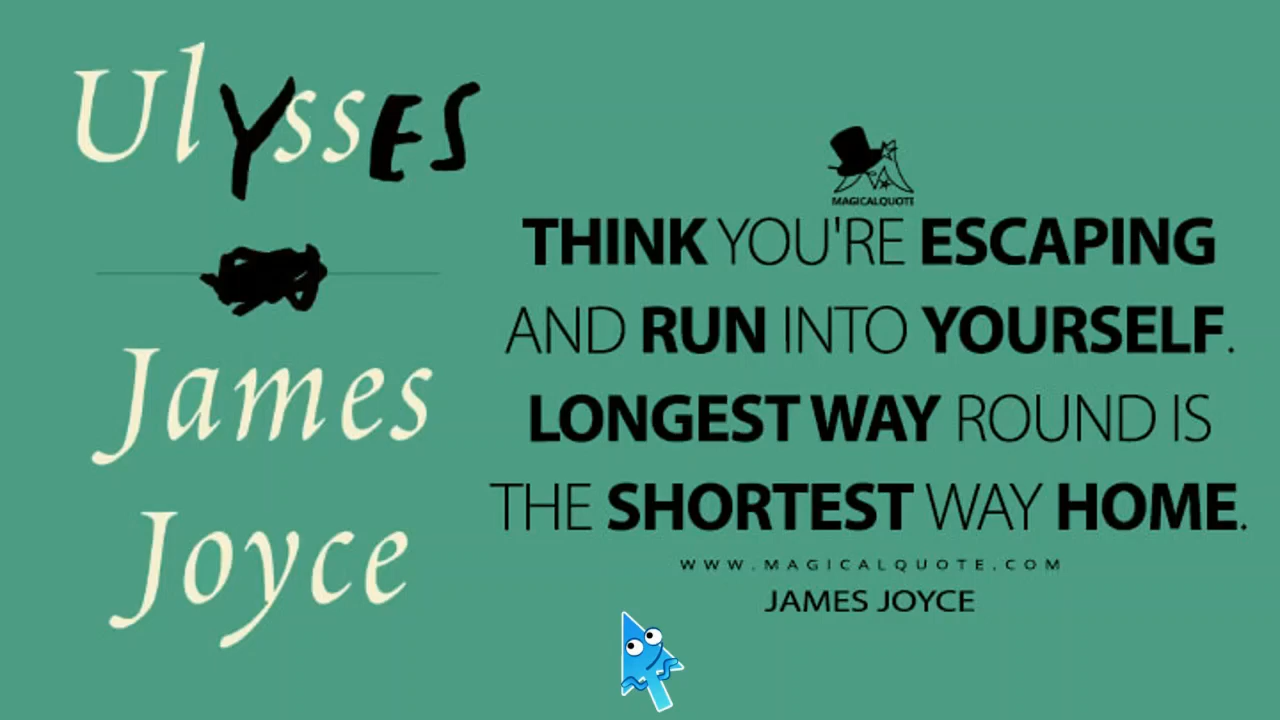 Ulysses
James
Joyce
MAGICALQUOTE
THINK YOU'RE ESCAPING
AND RUN INTO YOURSELF.
LONGEST WAY ROUND IS
THE SHORTEST WAY HOME.
WWW.MAGICALQUOTE.COM
JAMES JOYCE